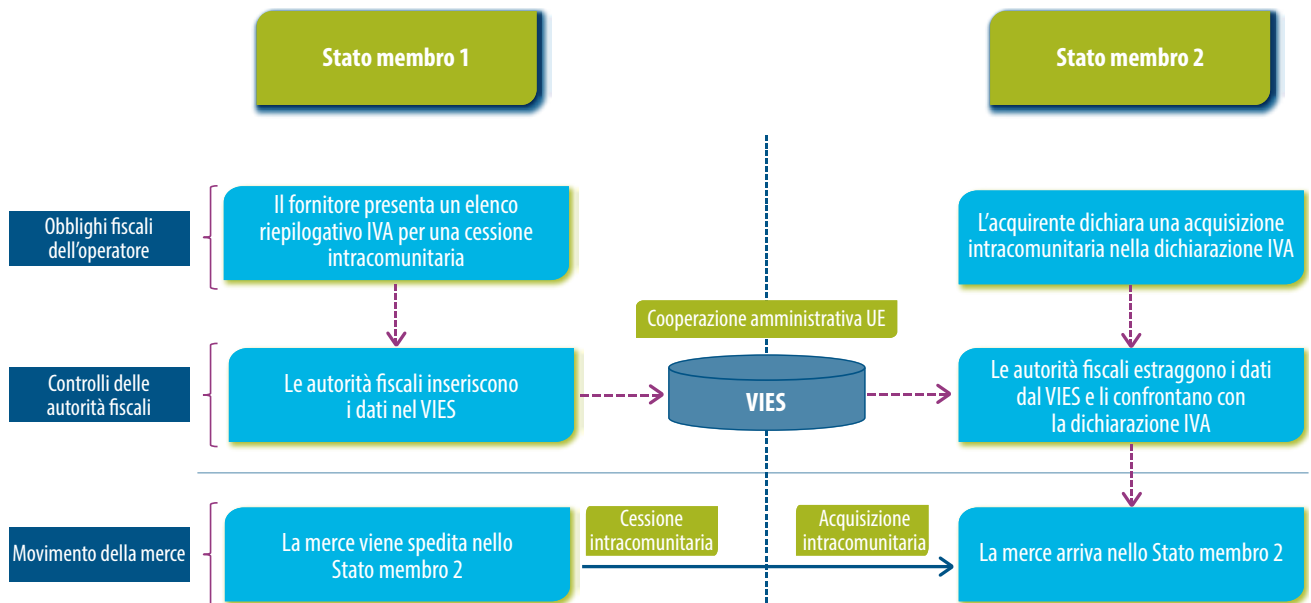 Stato membro 1
Stato membro 2
Obblighi fiscali
dell'operatore
Il fornitore presenta un elenco
riepilogativo IVA per una cessione
intracomunitaria
L'acquirente dichiara una acquisizione
intracomunitaria nella dichiarazione IVA
Cooperazione amministrativa UE
Controlli delle
autorità fiscali
Le autorità fiscali inseriscono
i dati nel VIES
VIES
Le autorità fiscali estraggono i dati
dal VIES e li confrontano con
la dichiarazione IVA
Movimento della merce
La merce viene spedita nello
Stato membro 2
Cessione
intracomunitaria
Acquisizione
intracomunitaria
La merce arriva nello Stato membro 2